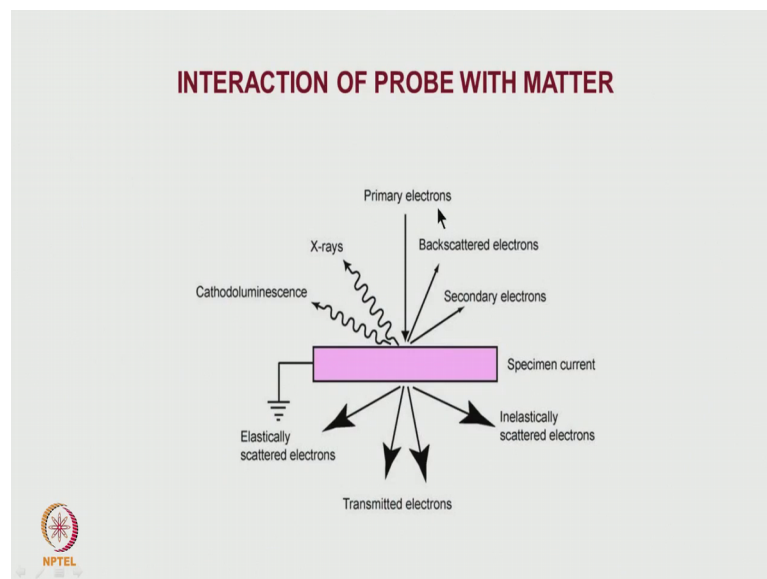 INTERACTION OF PROBE WITH MATTER
Primary electrons
X-rays
Backscattered electrons
Cathodoluminescence
Secondary electrons
Specimen current
Elastically
scattered electrons
Inelastically
scattered electrons
Transmitted electrons
NPTEL